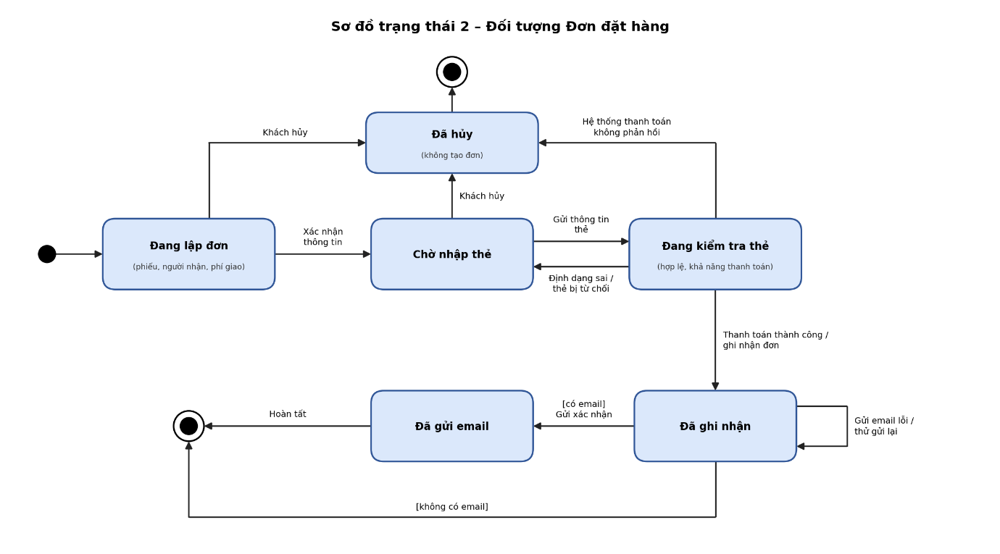 Sơ đồ trạng thái 2 – Đối tượng Đơn đặt hàng
Đã hủy
(không tạo đơn)
Khách hủy
Hệ thống thanh toán
không phản hồi
Khách hủy
Đang lập đơn
(phiếu, người nhận, phí giao)
Xác nhận
thông tin
Chờ nhập thẻ
Gửi thông tin
thẻ
Định dạng sai /
thẻ bị từ chối
Đang kiểm tra thẻ
(hợp lệ, khả năng thanh toán)
Thanh toán thành công /
ghi nhận đơn
Hoàn tất
Đã gửi email
[có email]
Gửi xác nhận
Đã ghi nhận
Gửi email lỗi /
thử gửi lại
[không có email]